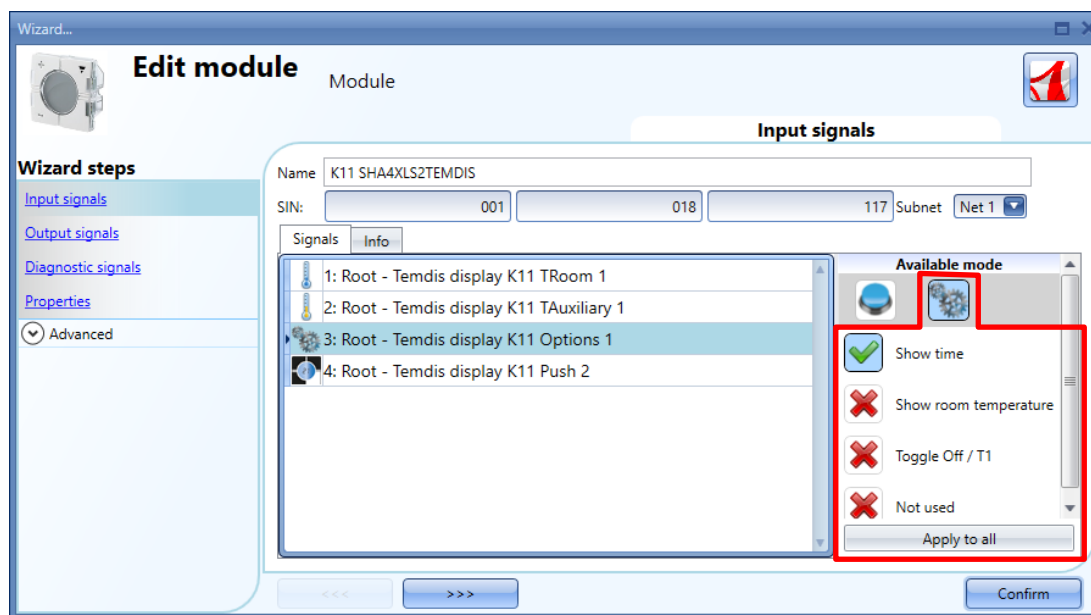 Wizard...
Edit module
Module
Input signals
Wizard steps
Input signals
Output signals
Diagnostic signals
Properties
Advanced
Name K11 SHA4XLS2TEMDIS
SIN: 001 018 117 Subnet Net 1
Signals Info
1: Root - Temdis display K11 TRoom 1
2: Root - Temdis display K11 TAuxiliary 1
3: Root - Temdis display K11 Options 1
4: Root - Temdis display K11 Push 2
Available mode
Show time
Show room temperature
Toggle Off / T1
Not used
Apply to all
<<< >>> Confirm